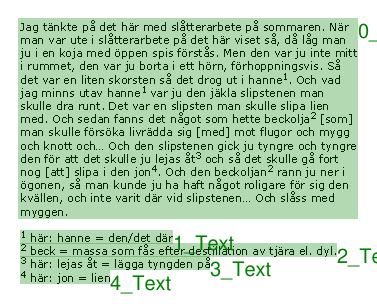 Jag tänkte på det här med slåtterarbete på sommaren. När
man var ute i slåtterarbete på det här viset så, då låg man
ju i en koja med öppen spis förstås. Men den var ju inte mitt
i rummet, den var ju borta i ett hörn, förhoppningsvis. Så
det var en liten skorsten så det drog ut i hanne¹. Och vad
jag minns utav hanne¹ var ju den jäkla slipstenen man
skulle dra runt. Det var en slipsten man skulle slipa lien
med. Och sedan fanns det något som hette beckolja² [som]
man skulle försöka livrädda sig [med] mot flugor och mygg
och knott och... Och den slipstenen gick ju tyngre och tyngre
den för att det skulle ju lejas åt³ och så det skulle gå fort
nog [att] slipa i den jon⁴. Och den beckoljan² rann ju ner i
ögonen, så man kunde ju ha haft något roligare för sig den
kvällen, och inte varit där vid slipstenen... Och slåss med
myggen.
0_
¹ här: hanne = den/det där
1_Text
² beck = massa som fås efter destillation av tjära el. dyl.
2_Te
³ här: lejas åt = lägga tyngden på
3_Text
⁴ här: jon = lien
4_Text